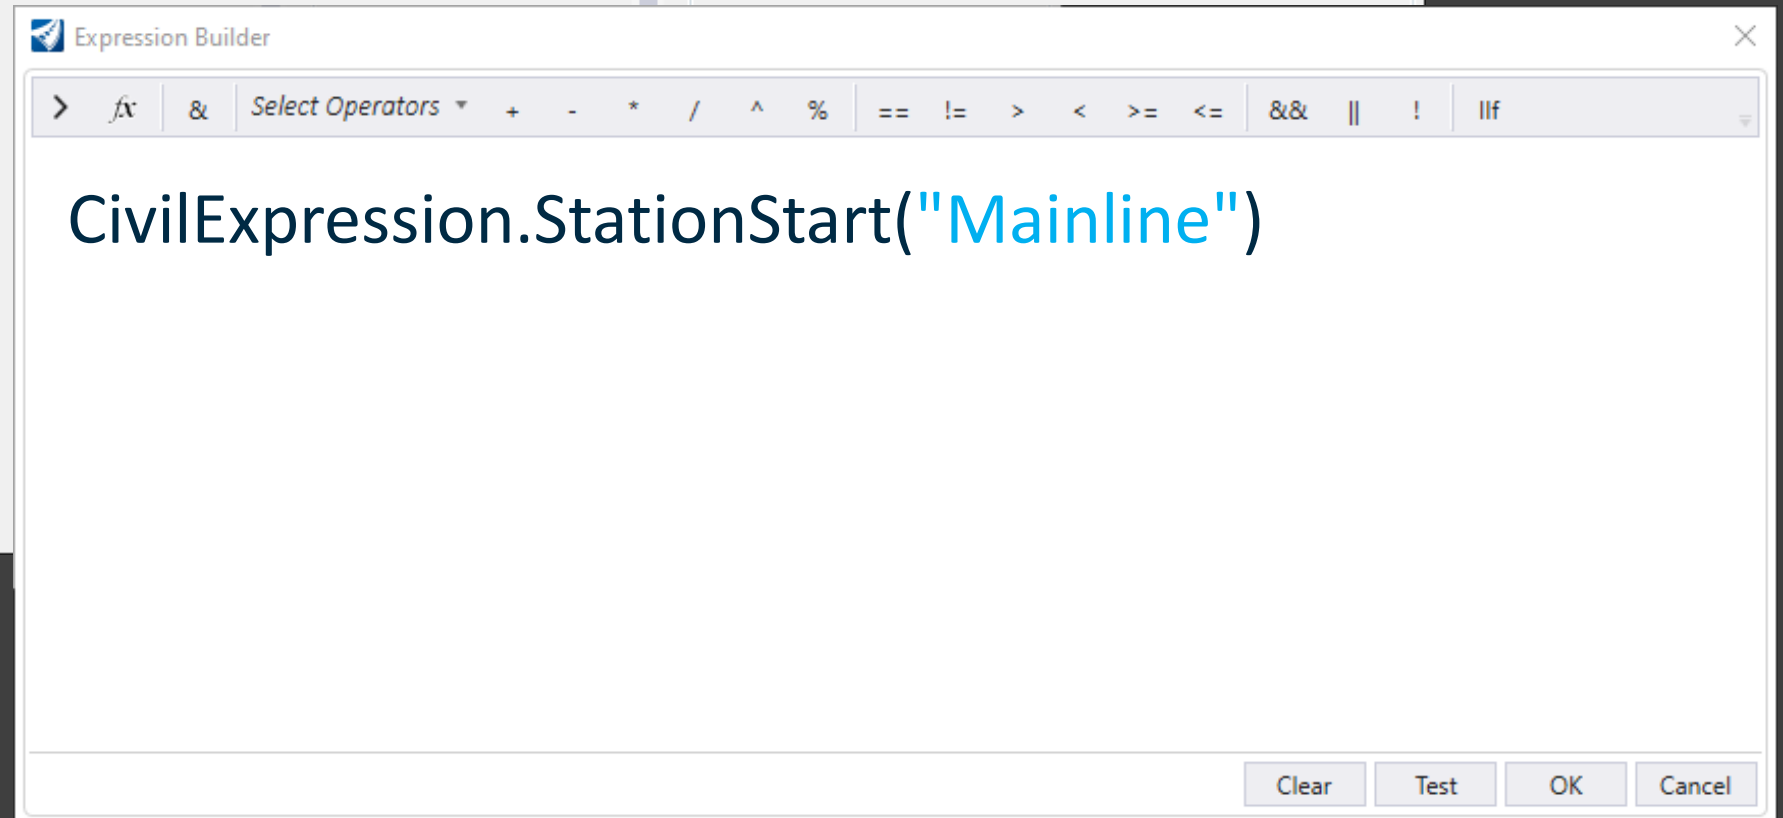 Expression Builder
fx & Select Operators + - * / ^ % == != > < >= <= && || ! IIf
CivilExpression.StationStart("Mainline")
Clear Test OK Cancel